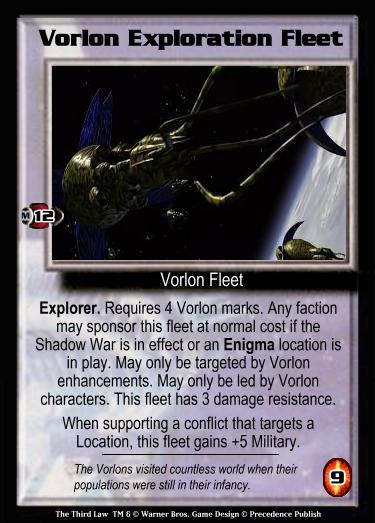 Vorlon Exploration Fleet
M 12
Vorlon Fleet
Explorer. Requires 4 Vorlon marks. Any faction
may sponsor this fleet at normal cost if the
Shadow War is in effect or an Enigma location is
in play. May only be targeted by Vorlon
enhancements. May only be led by Vorlon
characters. This fleet has 3 damage resistance.
When supporting a conflict that targets a
Location, this fleet gains +5 Military.
The Vorlons visited countless world when their
populations were still in their infancy.
9
The Third Law TM & © Warner Bros. Game Design © Precedence Publish